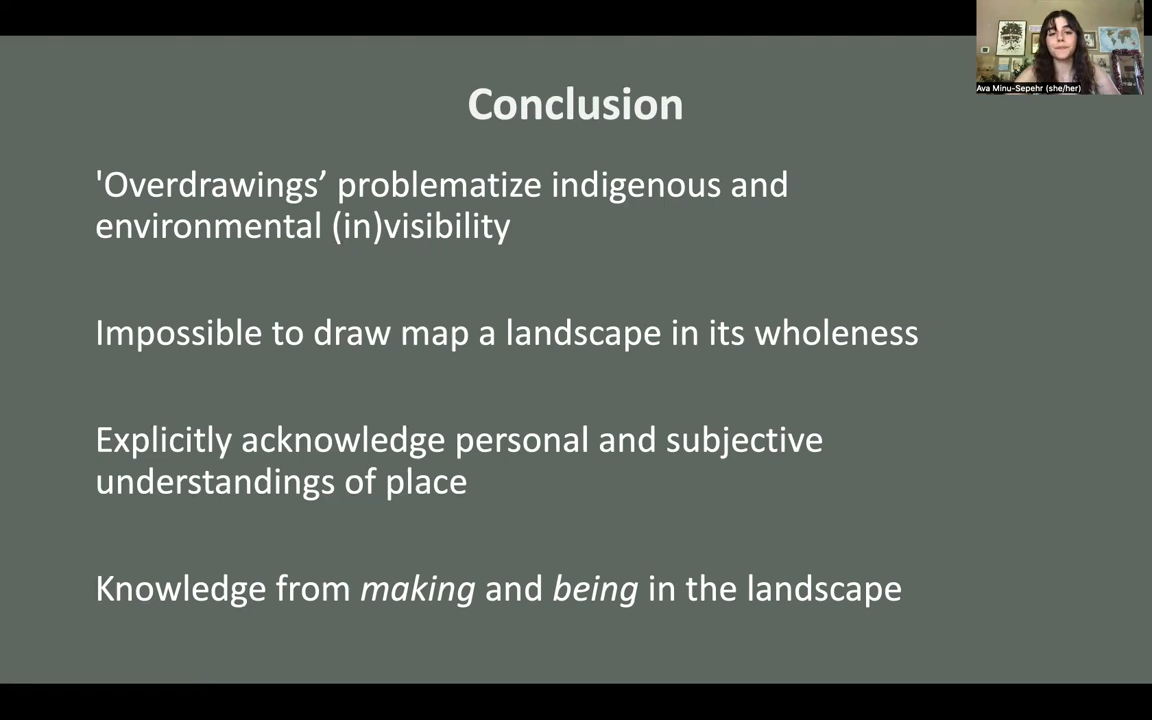 Ava Minu-Sepehr (she/her)
Conclusion
'Overdrawings’ problematize indigenous and
environmental (in)visibility
Impossible to draw map a landscape in its wholeness
Explicitly acknowledge personal and subjective
understandings of place
Knowledge from making and being in the landscape